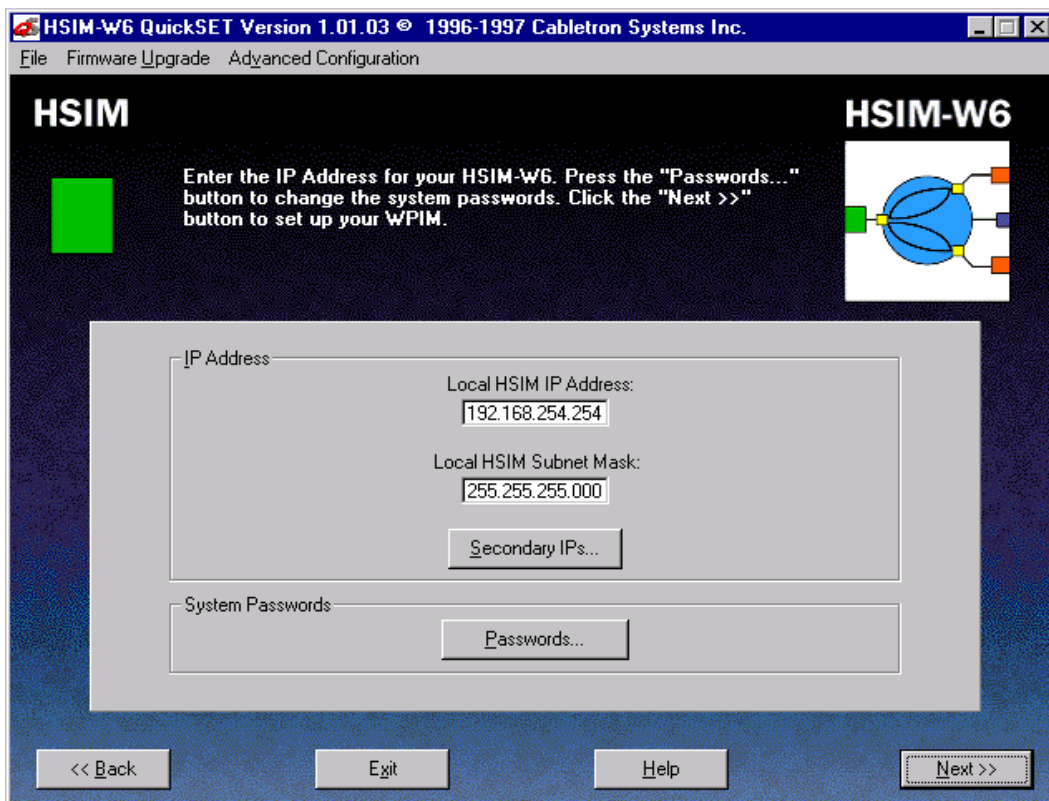 HSIM-W6 QuickSET Version 1.01.03 © 1996-1997 Cabletron Systems Inc.
File Firmware Upgrade Advanced Configuration
HSIM
HSIM-W6
Enter the IP Address for your HSIM-W6. Press the "Passwords..."
button to change the system passwords. Click the "Next >>"
button to set up your WPIM.
IP Address
Local HSIM IP Address:
192.168.254.254
Local HSIM Subnet Mask:
255.255.255.000
Secondary IPs...
System Passwords
Passwords...
<< Back
Exit
Help
Next >>